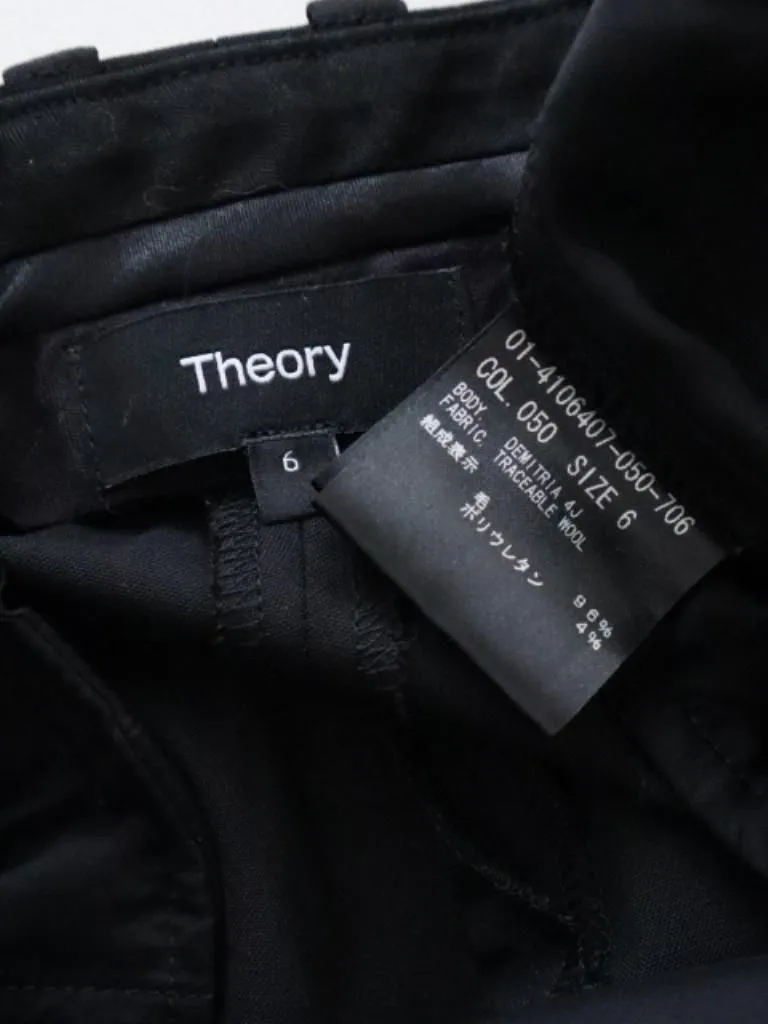 Theory
6
01-4106407-050-706
COL.050 SIZE 6
BODY. DEMITRIA 4J
FABRIC. TRACEABLE WOOL
組成表示
毛 96%
ポリウレタン 4%